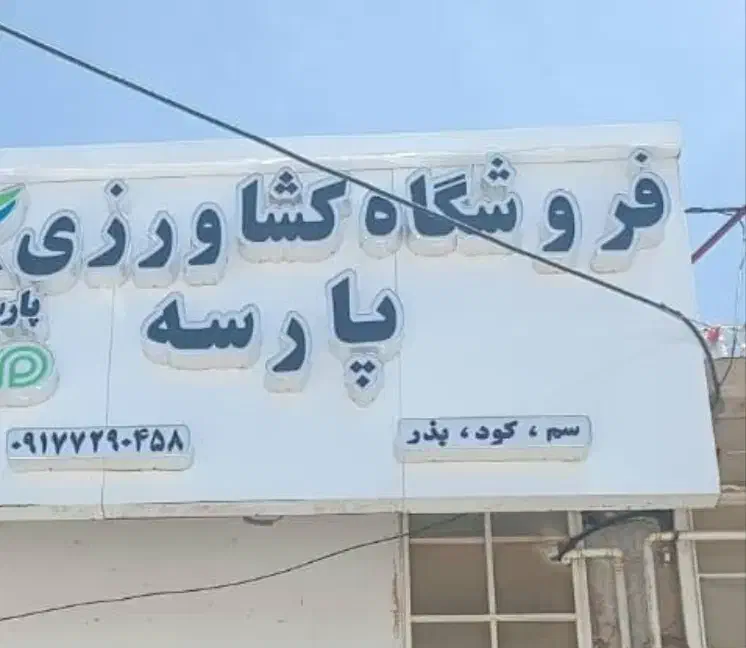 فروشگاه کشاورزی
پارسه
سم ، کود ، بذر
۰۹۱۷۷۲۹۰۴۵۸